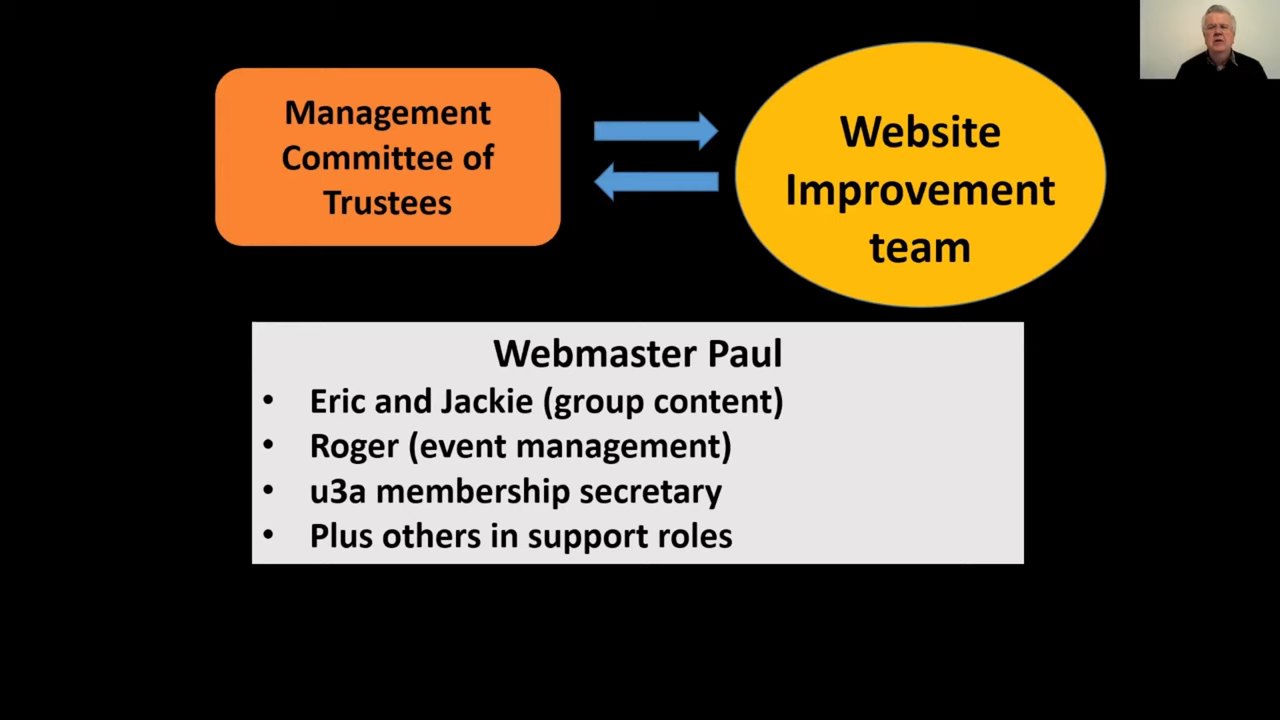 Management
Committee of
Trustees
Website
Improvement
team
Webmaster Paul
• Eric and Jackie (group content)
• Roger (event management)
• u3a membership secretary
• Plus others in support roles